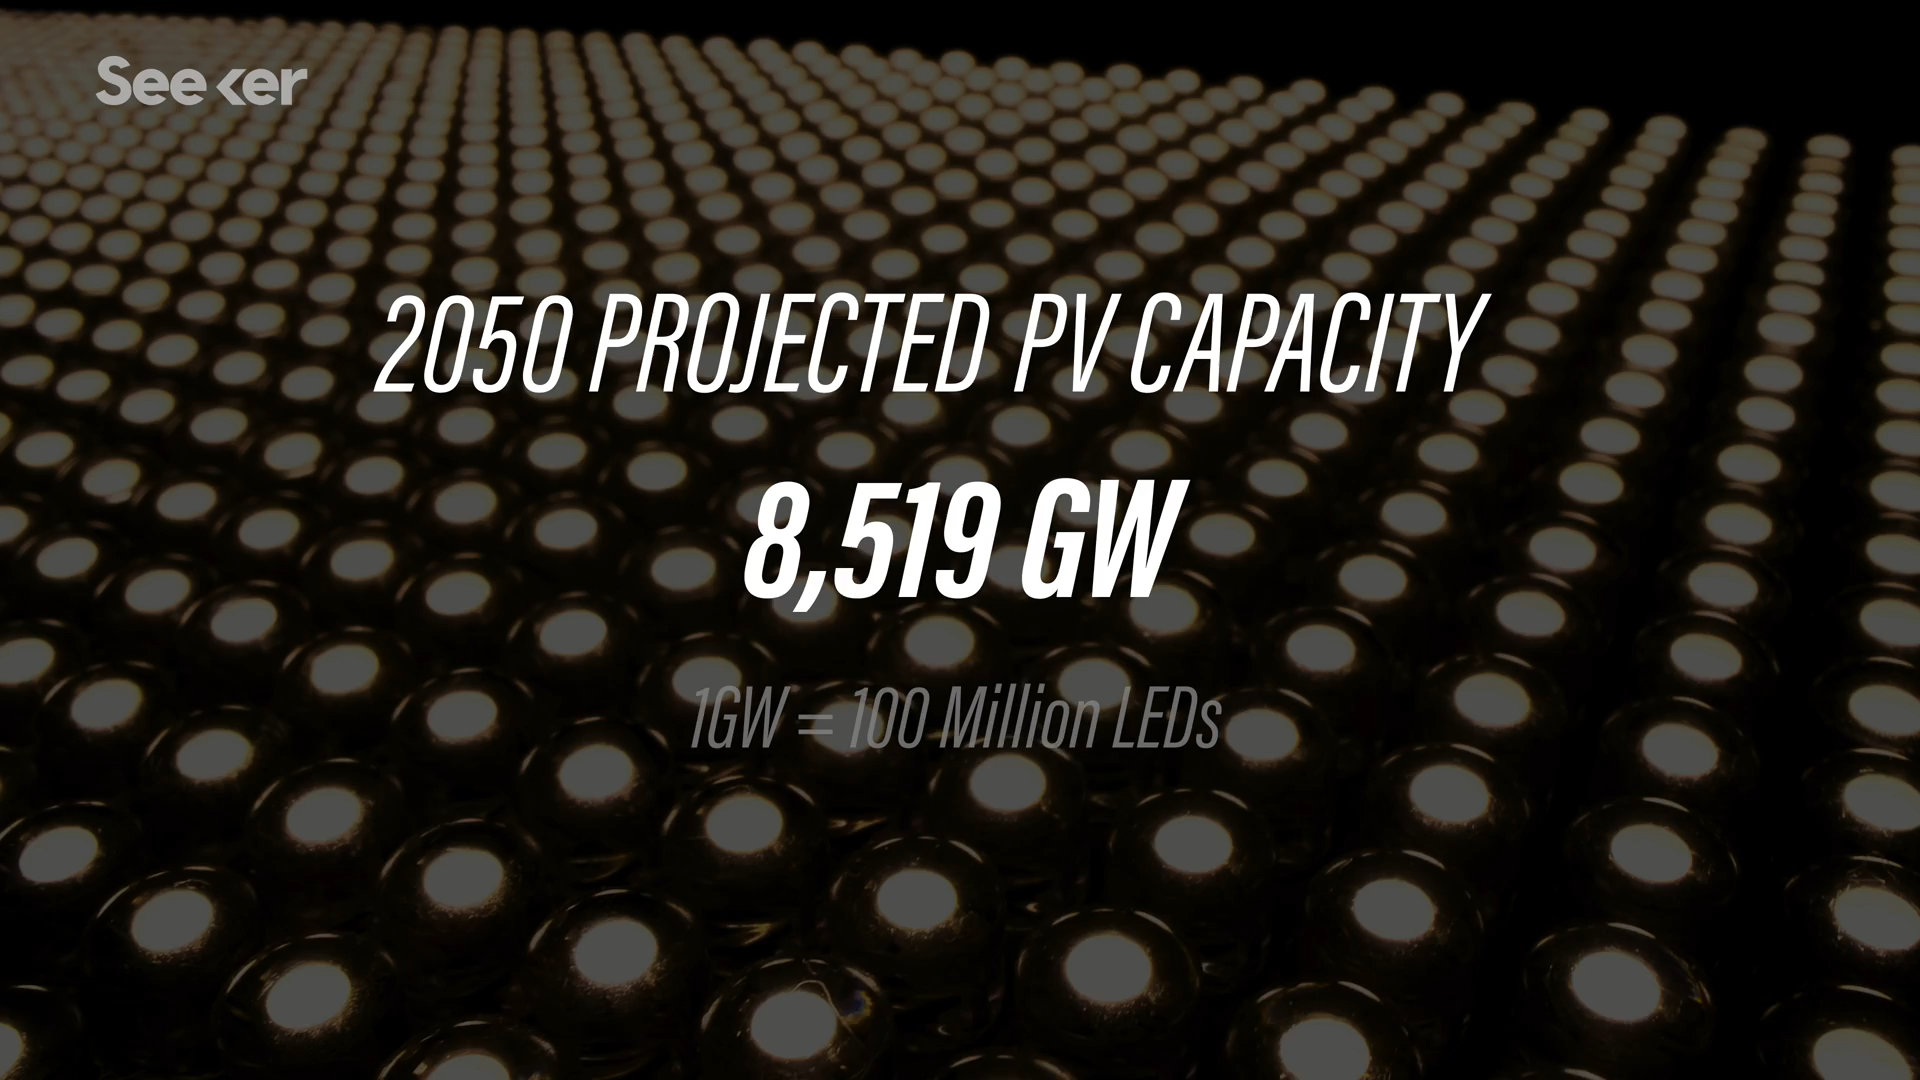 Seeker
2050 PROJECTED PV CAPACITY
8,519 GW
1GW = 100 Million LEDs